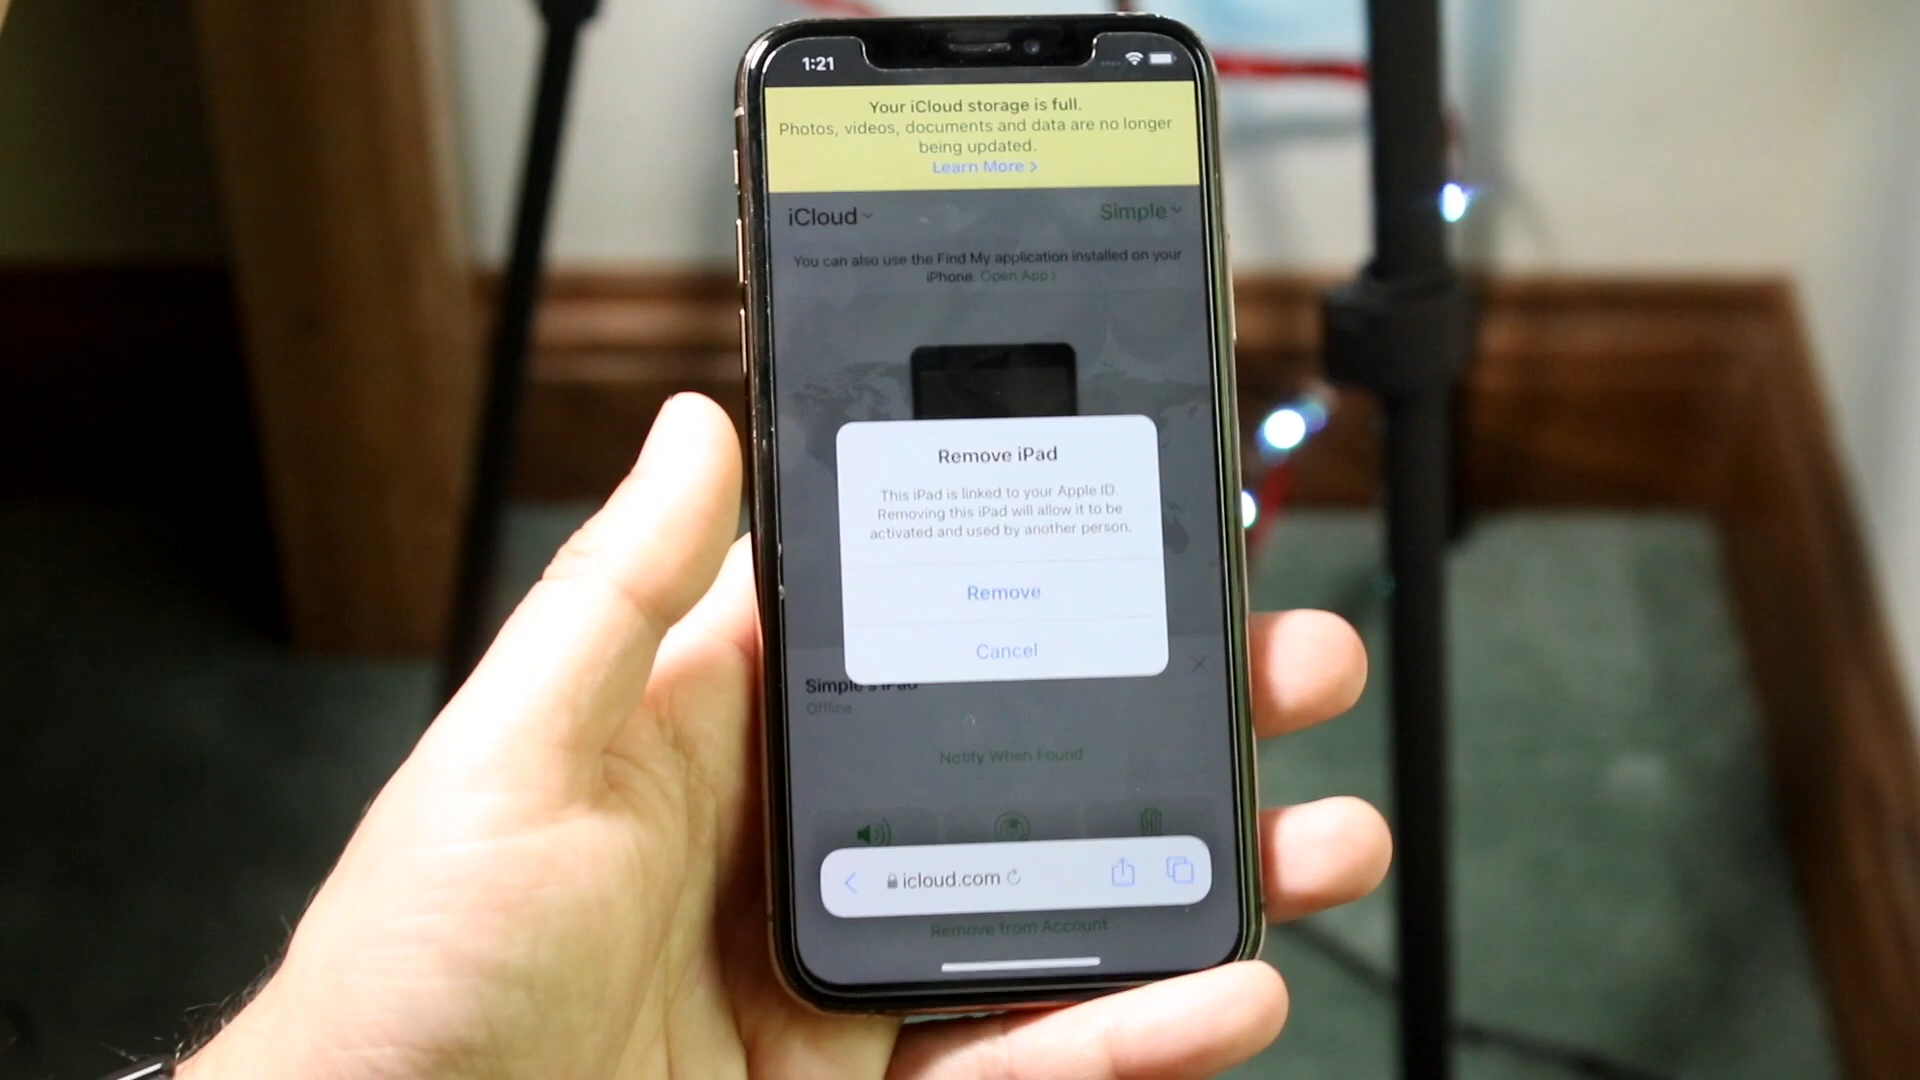 1:21
Your iCloud storage is full.
Photos, videos, documents and data are no longer
being updated.
Learn More >
iCloud
Simple
You can also use the Find My application installed on your
iPhone. Open App >
Remove iPad
This iPad is linked to your Apple ID.
Removing this iPad will allow it to be
activated and used by another person.
Remove
Cancel
Simple's iPad
Offline
Notify When Found
icloud.com
Remove from Account